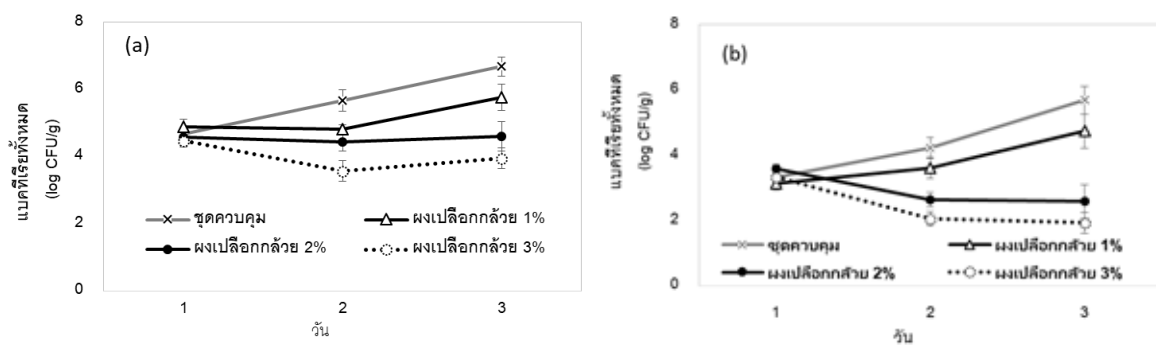 (a)
แบคทีเรียทั้งหมด
(log CFU/g)
8
6
4
2
0
ชุดควบคุม
ผงเปลือกกล้วย 1%
ผงเปลือกกล้วย 2%
ผงเปลือกกล้วย 3%
1 2 3
วัน
(b)
แบคทีเรียทั้งหมด
(log CFU/g)
8
6
4
2
0
ชุดควบคุม
ผงเปลือกกล้วย 1%
ผงเปลือกกล้วย 2%
ผงเปลือกกล้วย 3%
1 2 3
วัน